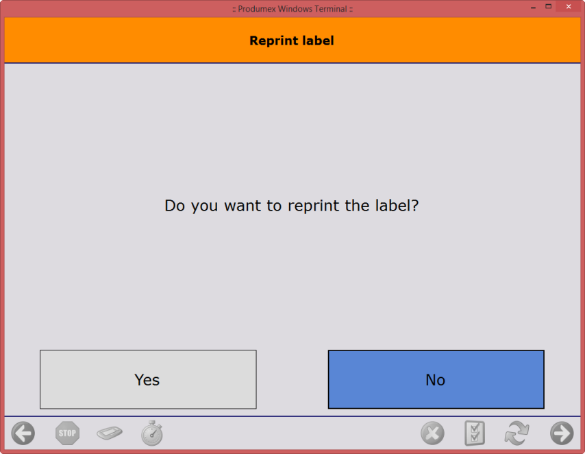 :: Produmex Windows Terminal ::
Reprint label
Do you want to reprint the label?
Yes
No
STOP